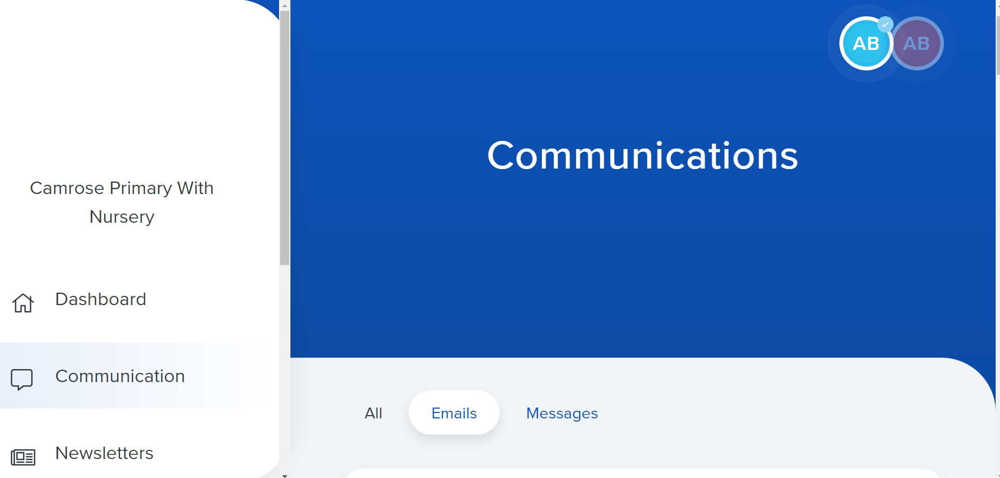 Camrose Primary With
Nursery
Dashboard
Communication
Newsletters
AB AB
Communications
All Emails Messages